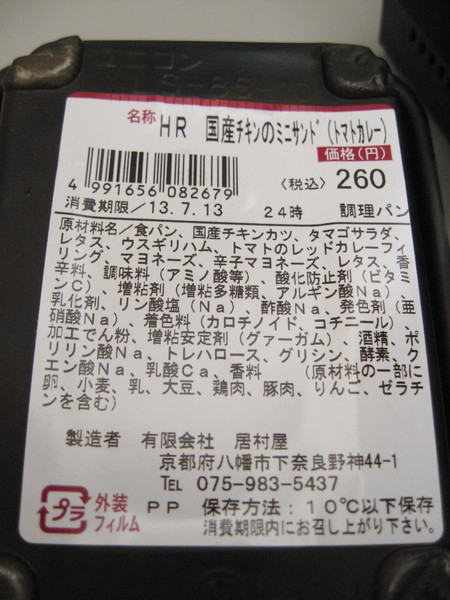 ユニコン
LS-85
名称 HR 国産チキンのミニサンド(トマトカレー)
価格(円)
4 991656 082679
〈税込〉 260
消費期限/13.7.13 24時 調理パン
原材料名/食パン、国産チキンカツ、タマゴサラダ、
レタス、ウスギリハム、トマトのレッドカレーフィ
リング、マヨネーズ、辛子マヨネーズ、レタス、香
辛料、調味料(アミノ酸等)、酸化防止剤(ビタミ
ンC)、増粘剤(増粘多糖類、アルギン酸Na)、
乳化剤、リン酸塩(Na)、酢酸Na、発色剤(亜
硝酸Na)、着色料(カロチノイド、コチニール)、
加工でん粉、増粘安定剤(グァーガム)、酒精、ポ
リリン酸Na、トレハロース、グリシン、酵素、ク
エン酸Na、乳酸Ca、香料 (原材料の一部に
卵、小麦、乳、大豆、鶏肉、豚肉、りんご、ゼラチ
ンを含む)
製造者 有限会社 居村屋
京都府八幡市下奈良野神44-1
TEL 075-983-5437
プラ 外装 フィルム
PP 保存方法:10℃以下保存
消費期限内にお召し上がり下さい。